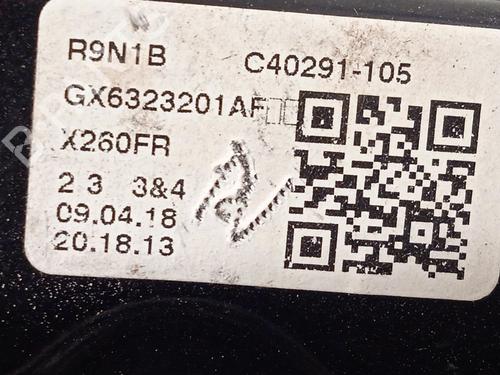 R9N1B C40291-105
GX6323201AF
X260FR
2 3 3&4
09.04.18
20.18.13